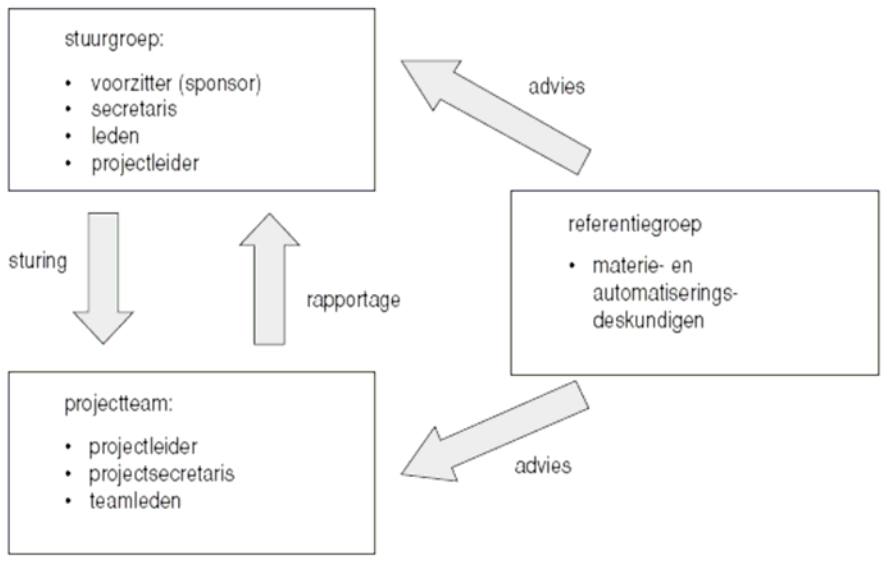 stuurgroep:
• voorzitter (sponsor)
• secretaris
• leden
• projectleider
advies
referentiegroep
• materie- en
automatiserings-
deskundigen
sturing
rapportage
projectteam:
• projectleider
• projectsecretaris
• teamleden
advies